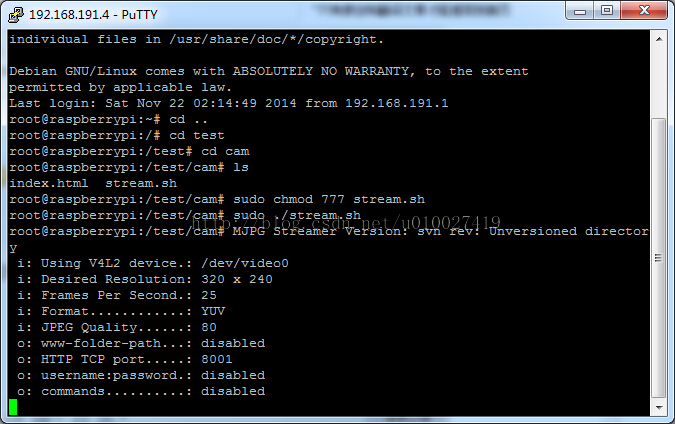 192.168.191.4 - PuTTY
individual files in /usr/share/doc/*/copyright.
Debian GNU/Linux comes with ABSOLUTELY NO WARRANTY, to the extent
permitted by applicable law.
Last login: Sat Nov 22 02:14:49 2014 from 192.168.191.1
root@raspberrypi:~# cd ..
root@raspberrypi:/# cd test
root@raspberrypi:/test# cd cam
root@raspberrypi:/test/cam# ls
index.html  stream.sh
root@raspberrypi:/test/cam# sudo chmod 777 stream.sh
root@raspberrypi:/test/cam# sudo ./stream.sh
http://blog.csdn.net/u010027419
root@raspberrypi:/test/cam# MJPG Streamer Version: svn rev: Unversioned director
y
i: Using V4L2 device.: /dev/video0
i: Desired Resolution: 320 x 240
i: Frames Per Second.: 25
i: Format............: YUV
i: JPEG Quality......: 80
o: www-folder-path...: disabled
o: HTTP TCP port.....: 8001
o: username:password.: disabled
o: commands..........: disabled